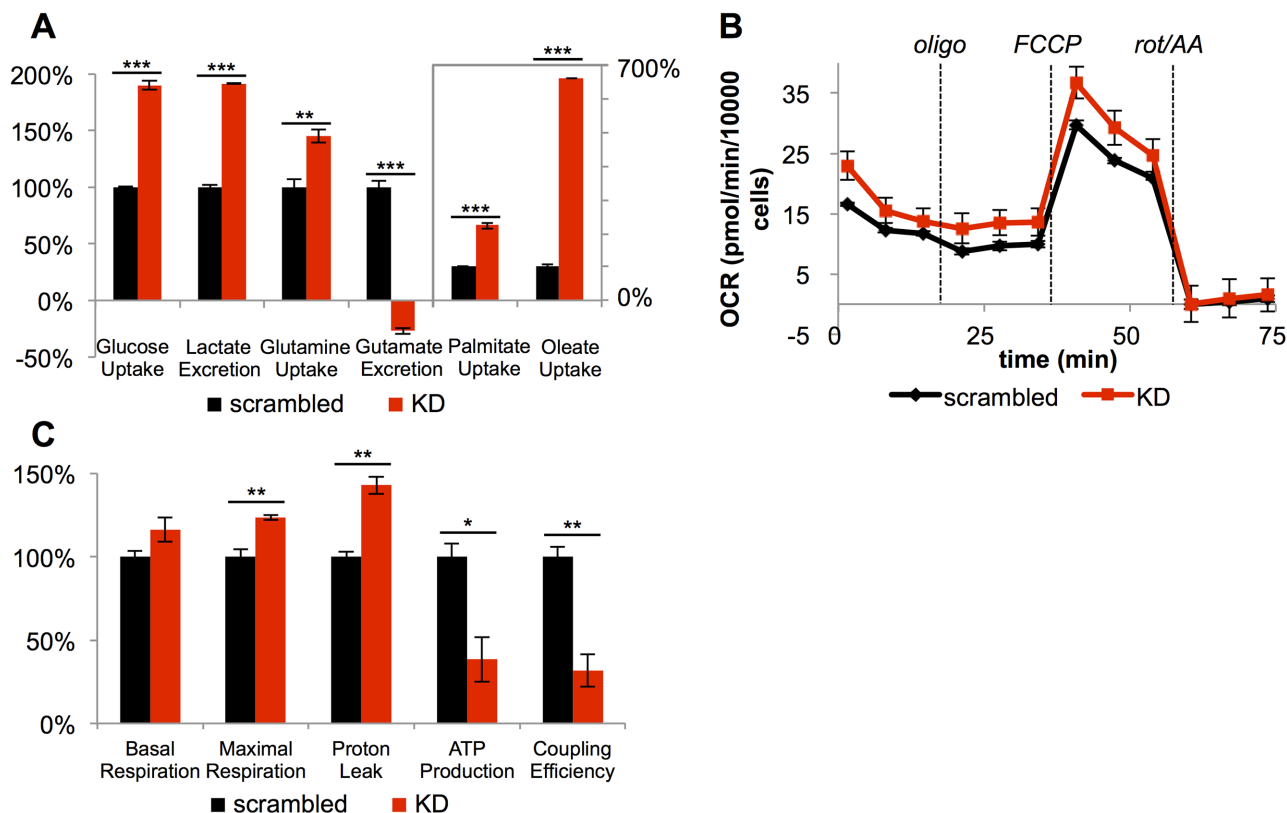 A
*** *** ** *** *** ***
200%
150%
100%
50%
0%
-50%
700%
0%
Glucose Uptake
Lactate Excretion
Glutamine Uptake
Gutamate Excretion
Palmitate Uptake
Oleate Uptake
scrambled KD
B
oligo FCCP rot/AA
OCR (pmol/min/10000
cells)
35
25
15
5
-5
0 25 50 75
time (min)
scrambled KD
C
** ** * **
150%
100%
50%
0%
Basal Respiration
Maximal Respiration
Proton Leak
ATP Production
Coupling Efficiency
scrambled KD